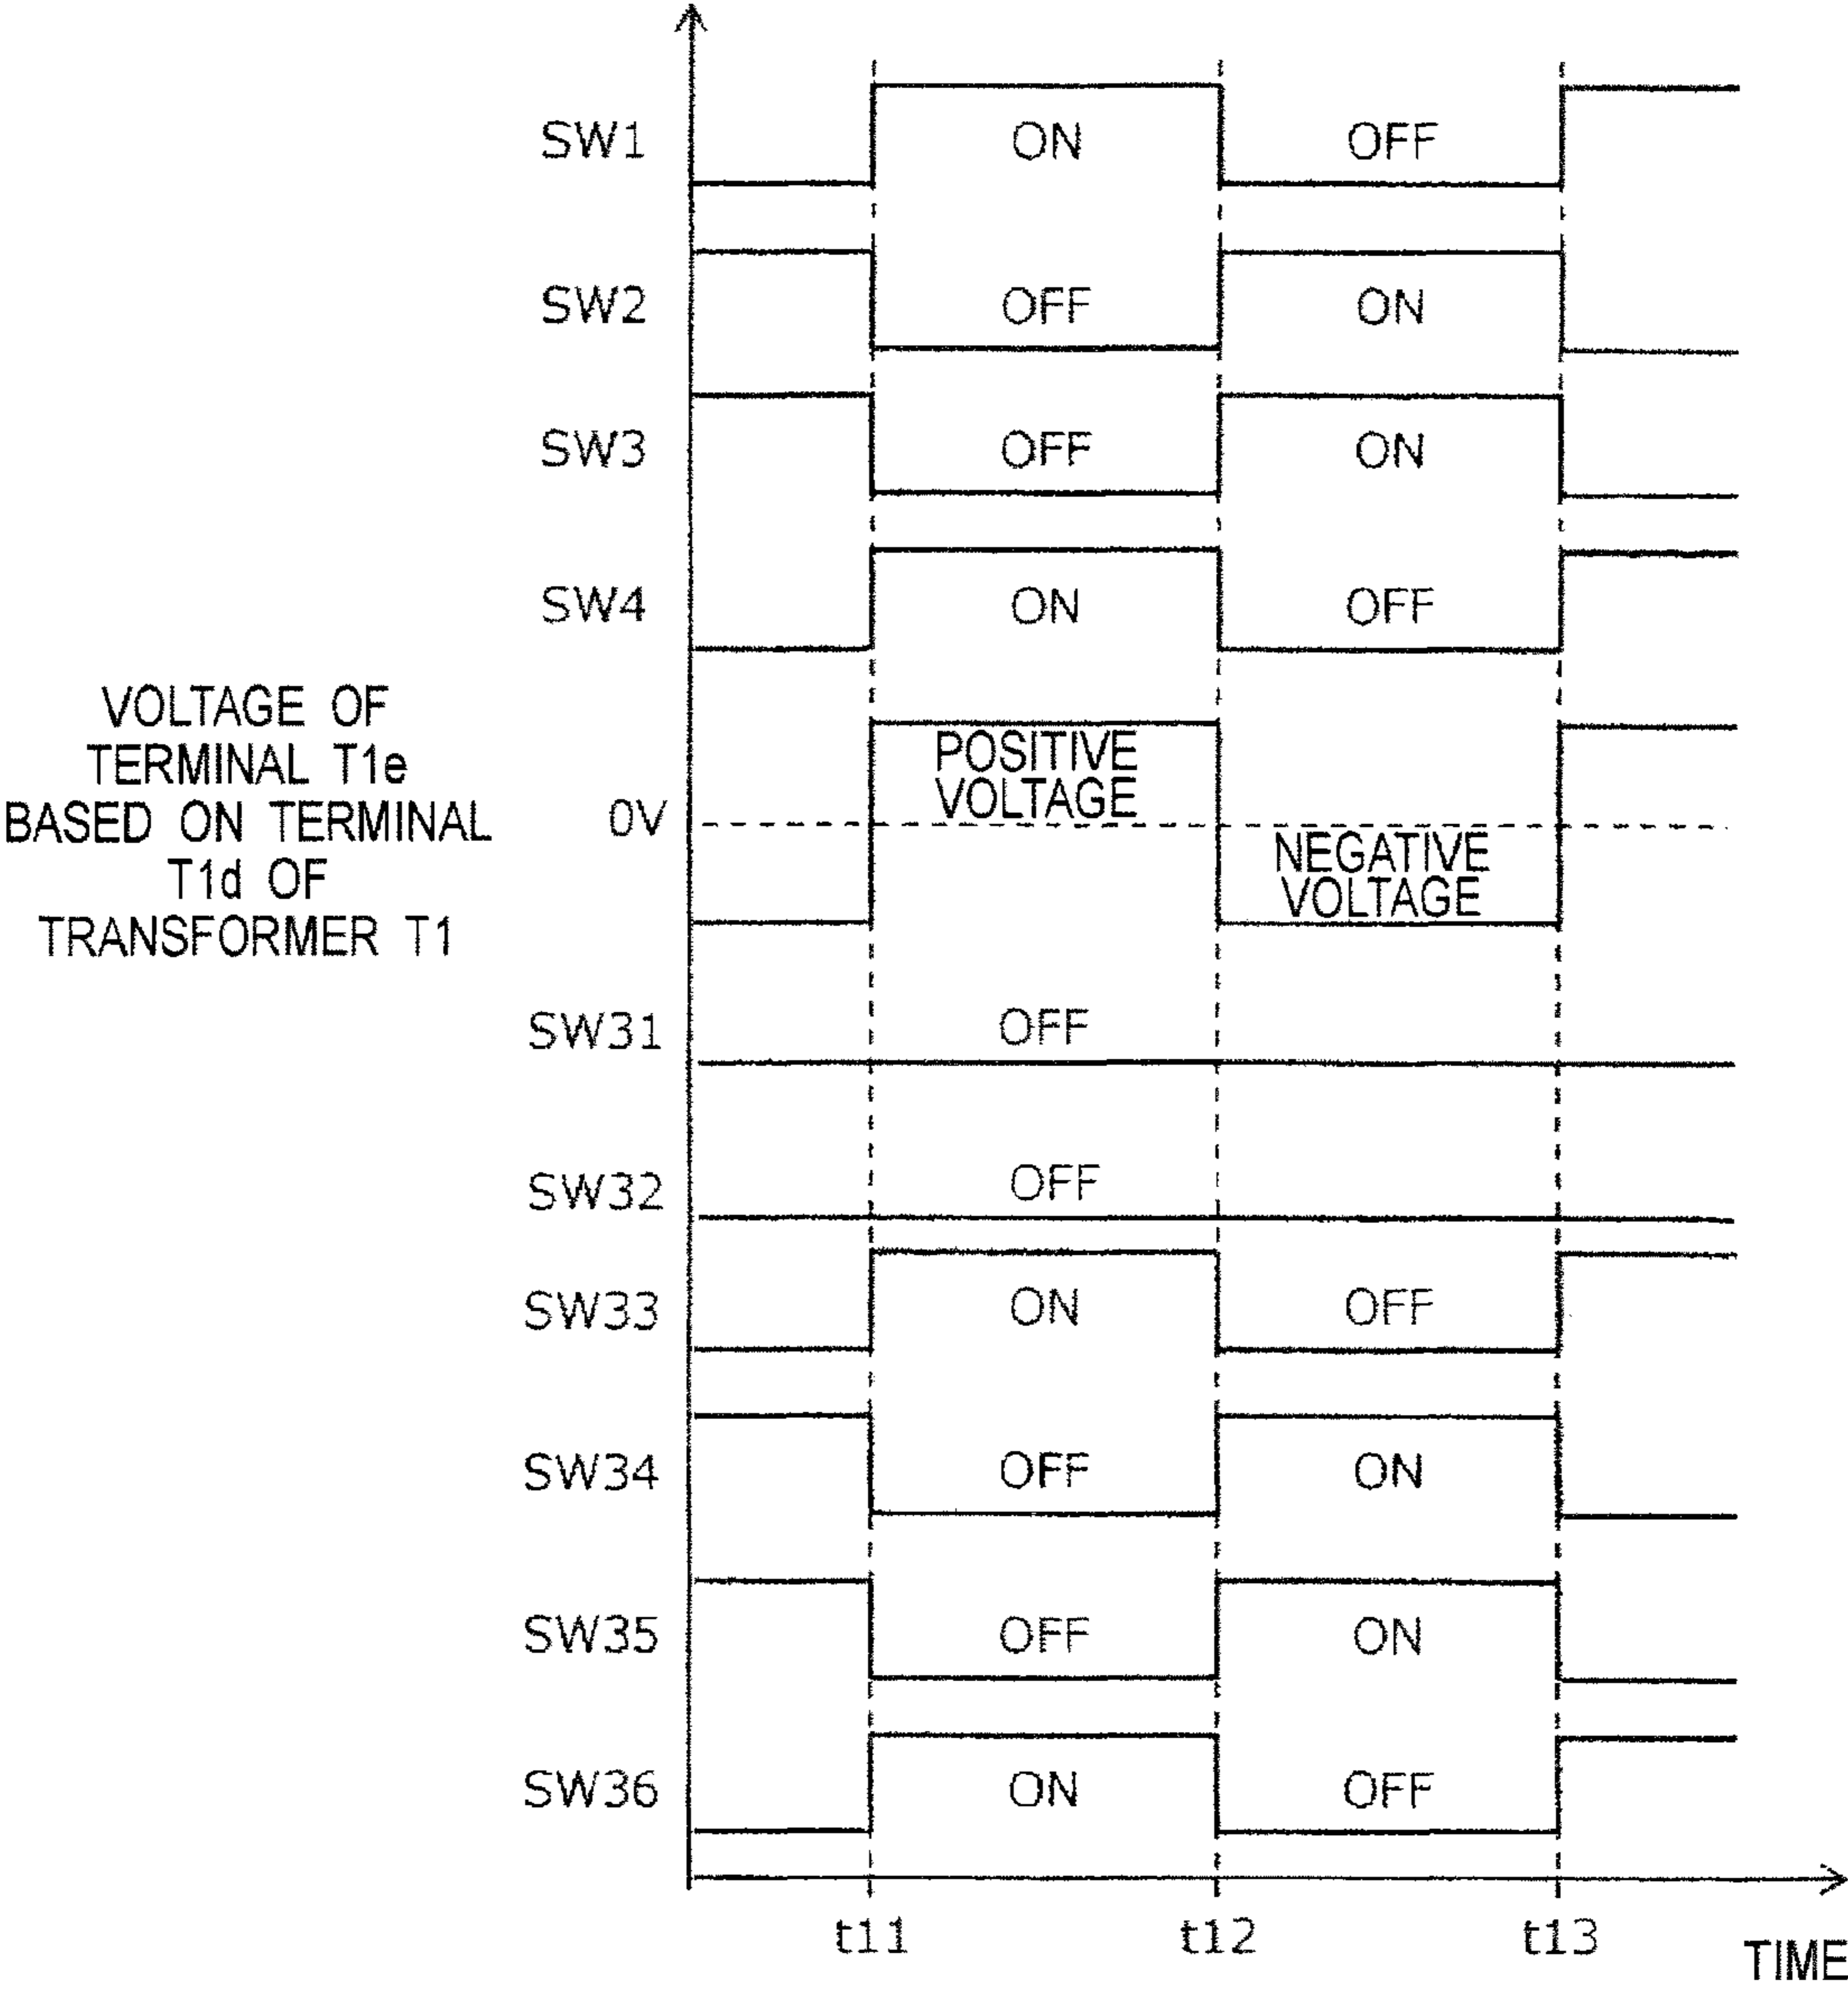 SW1 ON OFF
SW2 OFF ON
SW3 OFF ON
SW4 ON OFF
VOLTAGE OF
TERMINAL T1e
BASED ON TERMINAL
T1d OF
TRANSFORMER T1
0V
POSITIVE
VOLTAGE
NEGATIVE
VOLTAGE
SW31 OFF
SW32 OFF
SW33 ON OFF
SW34 OFF ON
SW35 OFF ON
SW36 ON OFF
t11 t12 t13
TIME